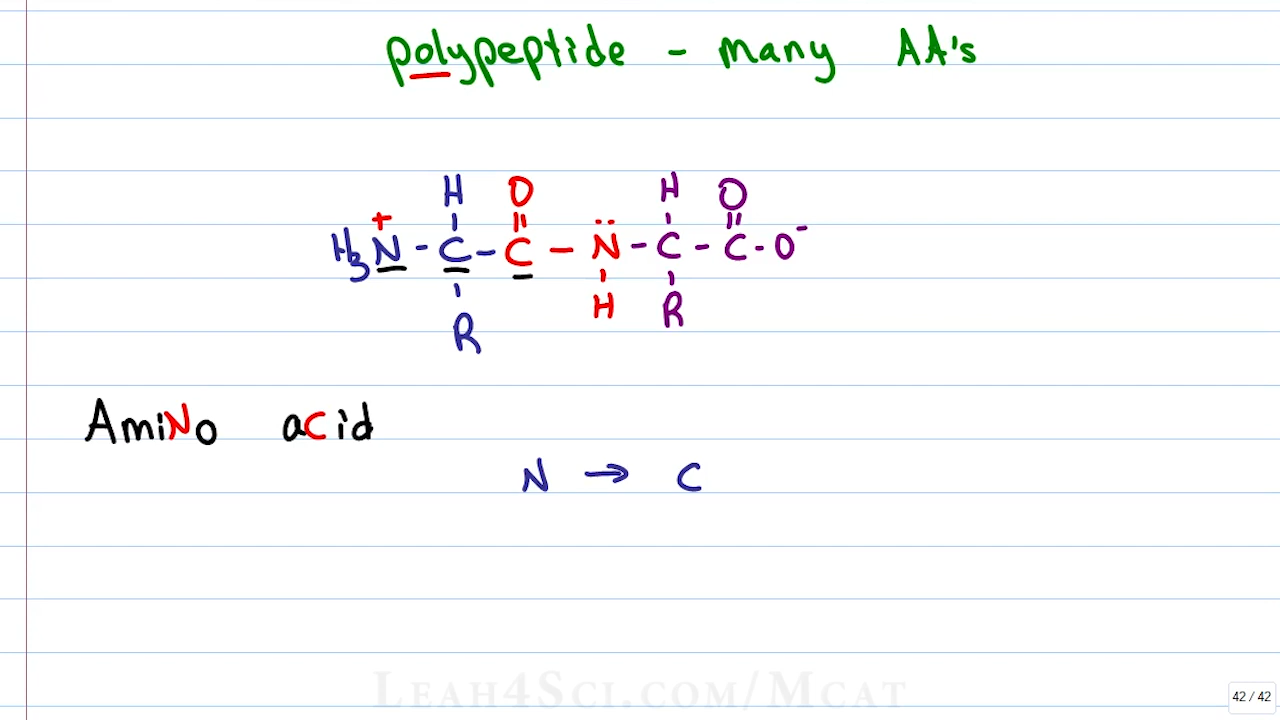 polypeptide - many AA's
H O H O
H₃N⁺ - C - C - N̈ - C - C - O⁻
R H R
AmiNo aCid
N → C
Leah4Sci.com/Mcat
42 / 42